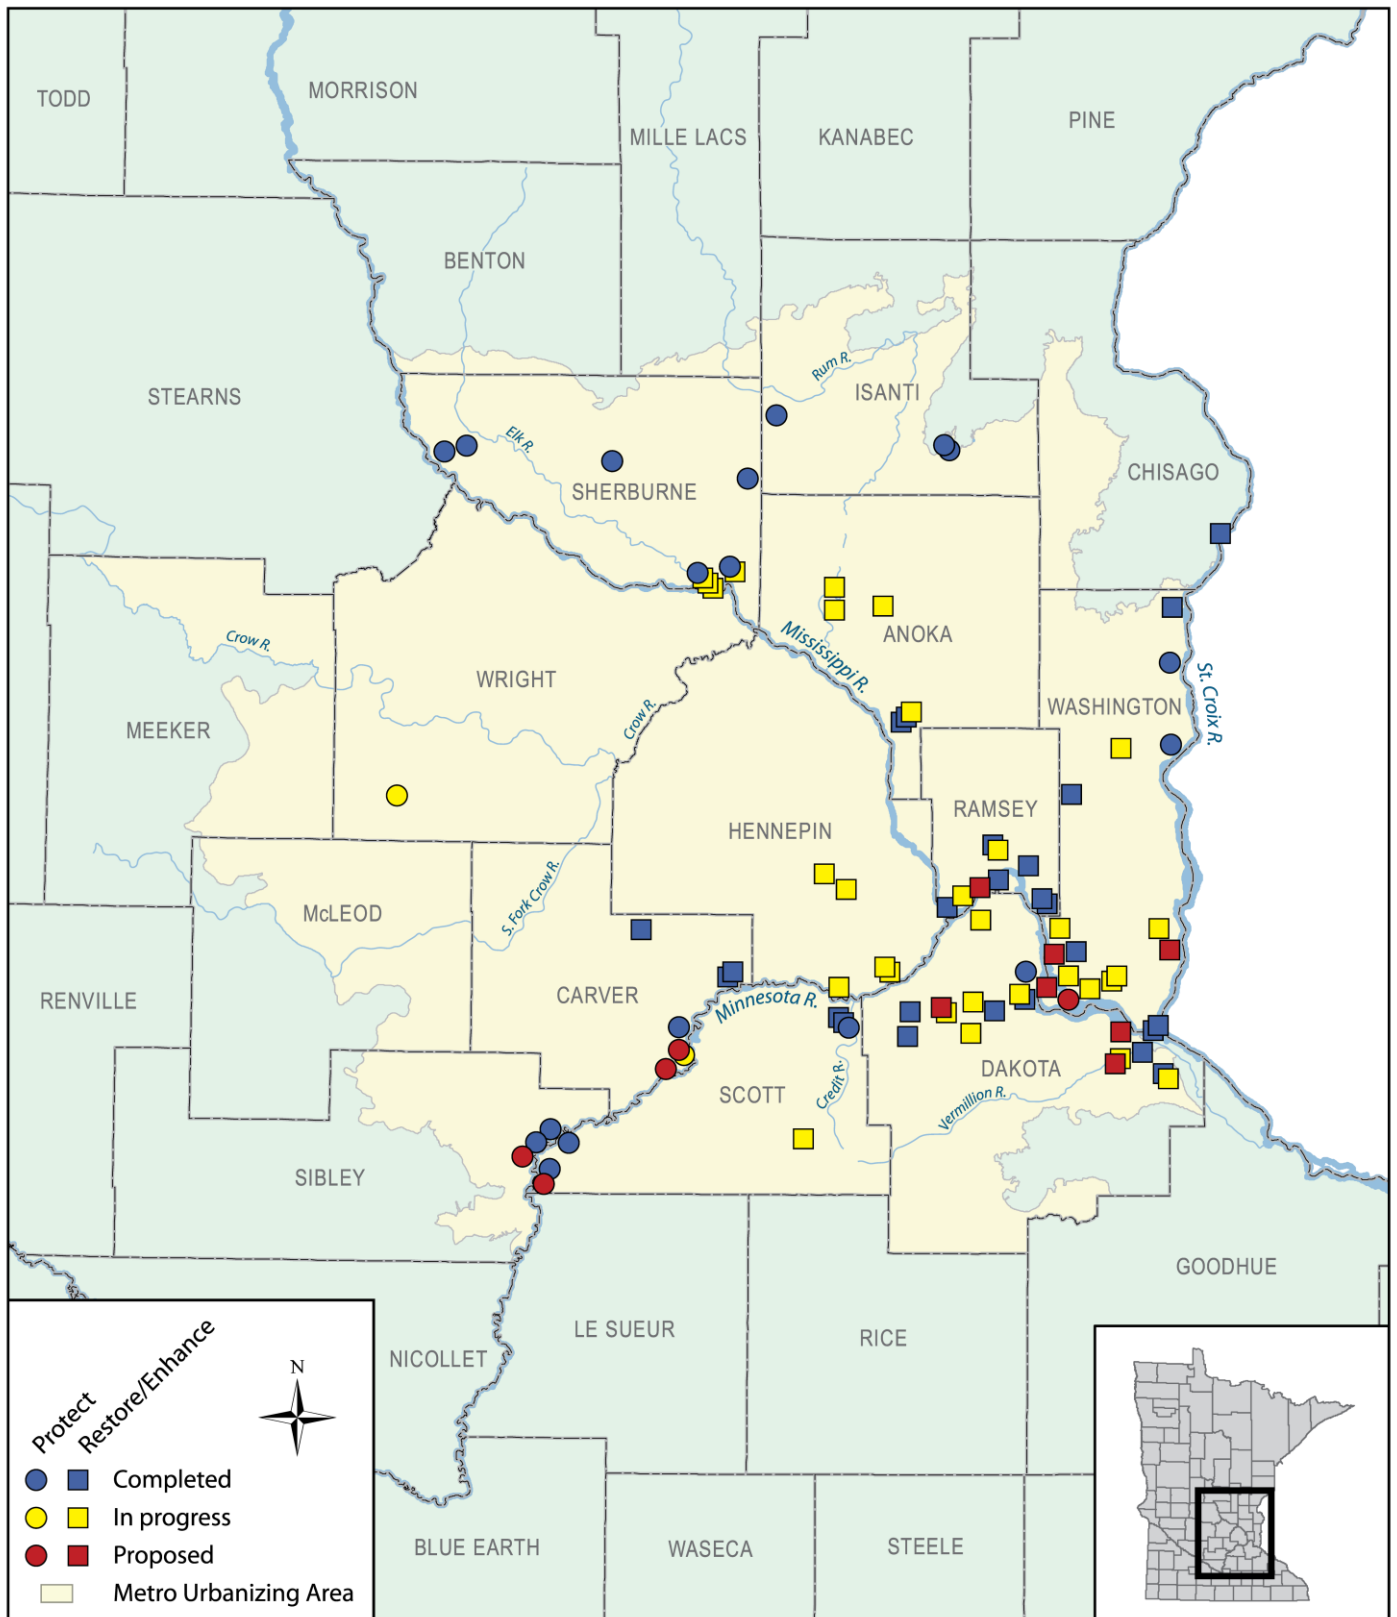 TODD
MORRISON
MILLE LACS
KANABEC
PINE
BENTON
STEARNS
Rum R.
ISANTI
Elk R.
SHERBURNE
CHISAGO
Crow R.
WRIGHT
Mississippi R.
ANOKA
MEEKER
Crow R.
WASHINGTON
St. Croix R.
HENNEPIN
RAMSEY
McLEOD
S. Fork Crow R.
RENVILLE
CARVER
Minnesota R.
SCOTT
Credit R.
DAKOTA
Vermillion R.
SIBLEY
GOODHUE
LE SUEUR
RICE
NICOLLET
BLUE EARTH
WASECA
STEELE
N
Protect
Restore/Enhance
Completed
In progress
Proposed
Metro Urbanizing Area